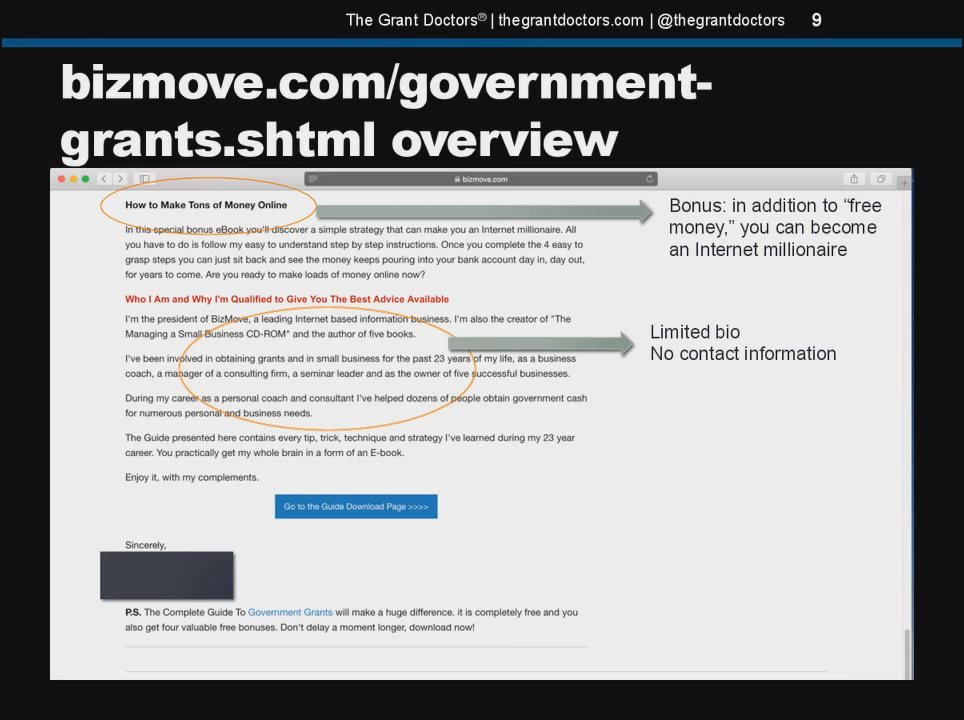 The Grant Doctors® | thegrantdoctors.com | @thegrantdoctors 9
bizmove.com/government-
grants.shtml overview
bizmove.com
How to Make Tons of Money Online
In this special bonus eBook you'll discover a simple strategy that can make you an Internet millionaire. All
you have to do is follow my easy to understand step by step instructions. Once you complete the 4 easy to
grasp steps you can just sit back and see the money keeps pouring into your bank account day in, day out,
for years to come. Are you ready to make loads of money online now?
Bonus: in addition to “free
money,” you can become
an Internet millionaire
Who I Am and Why I'm Qualified to Give You The Best Advice Available
I'm the president of BizMove, a leading Internet based information business. I'm also the creator of "The
Managing a Small Business CD-ROM" and the author of five books.
I've been involved in obtaining grants and in small business for the past 23 years of my life, as a business
coach, a manager of a consulting firm, a seminar leader and as the owner of five successful businesses.
Limited bio
No contact information
During my career as a personal coach and consultant I've helped dozens of people obtain government cash
for numerous personal and business needs.
The Guide presented here contains every tip, trick, technique and strategy I've learned during my 23 year
career. You practically get my whole brain in a form of an E-book.
Enjoy it, with my complements.
Go to the Guide Download Page >>>>
Sincerely,
P.S. The Complete Guide To Government Grants will make a huge difference. it is completely free and you
also get four valuable free bonuses. Don't delay a moment longer, download now!